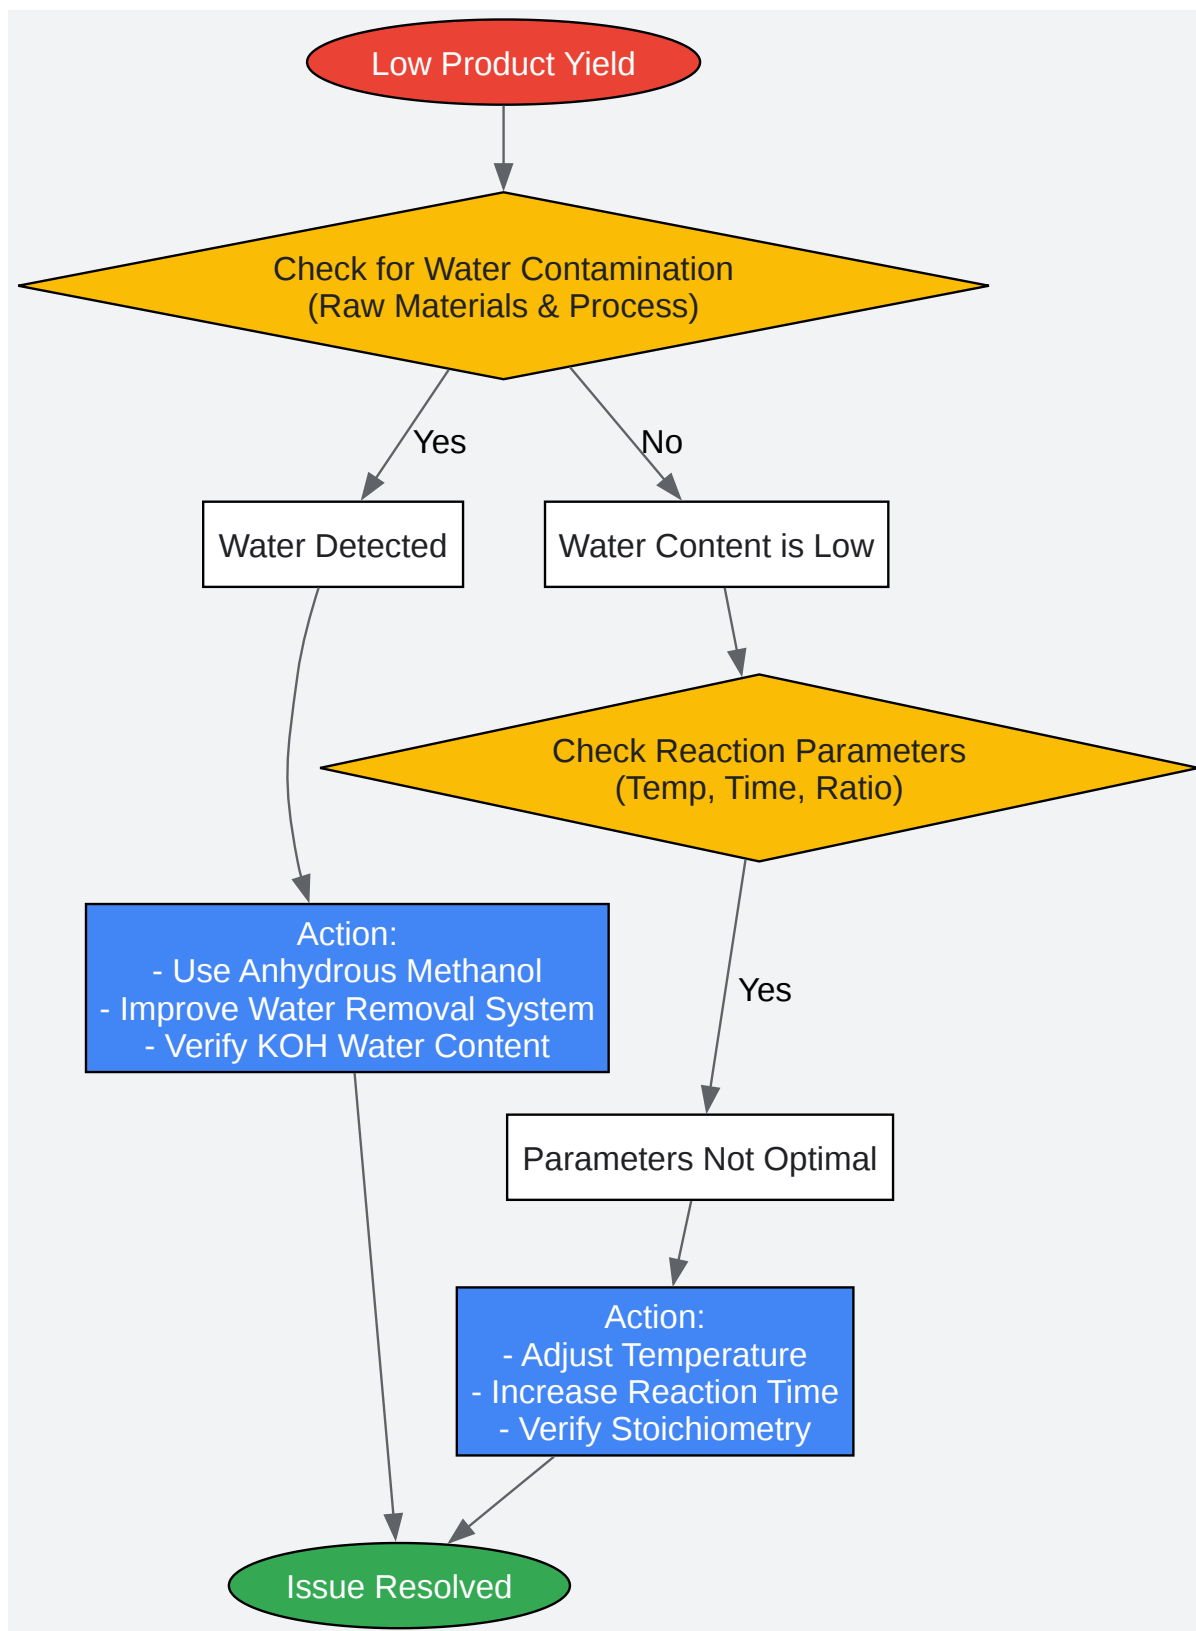 Low Product Yield
Check for Water Contamination
(Raw Materials & Process)
Yes
No
Water Detected
Water Content is Low
Check Reaction Parameters
(Temp, Time, Ratio)
Action:
- Use Anhydrous Methanol
- Improve Water Removal System
- Verify KOH Water Content
Yes
Parameters Not Optimal
Action:
- Adjust Temperature
- Increase Reaction Time
- Verify Stoichiometry
Issue Resolved